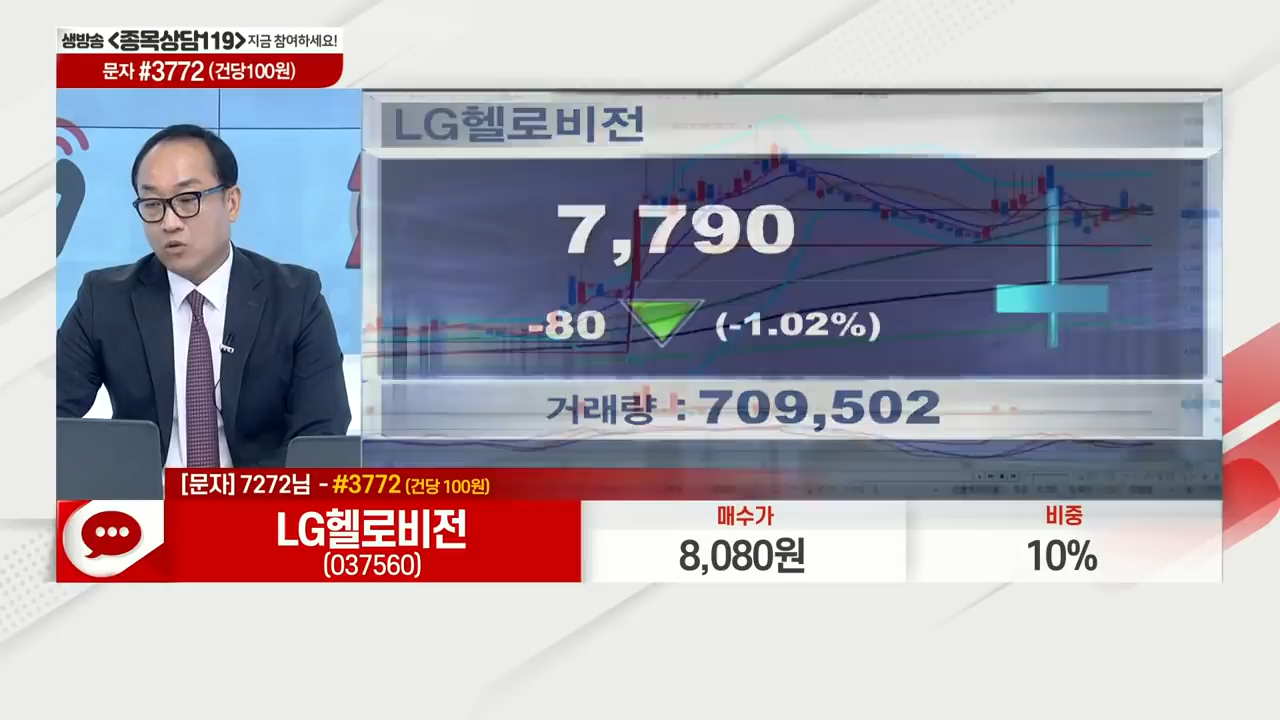 생방송 <종목상담119> 지금 참여하세요!
문자 #3772 (건당100원)
LG헬로비전
7,790
-80 (-1.02%)
거래량 : 709,502
[문자] 7272님 - #3772 (건당 100원)
LG헬로비전
(037560)
매수가
8,080원
비중
10%